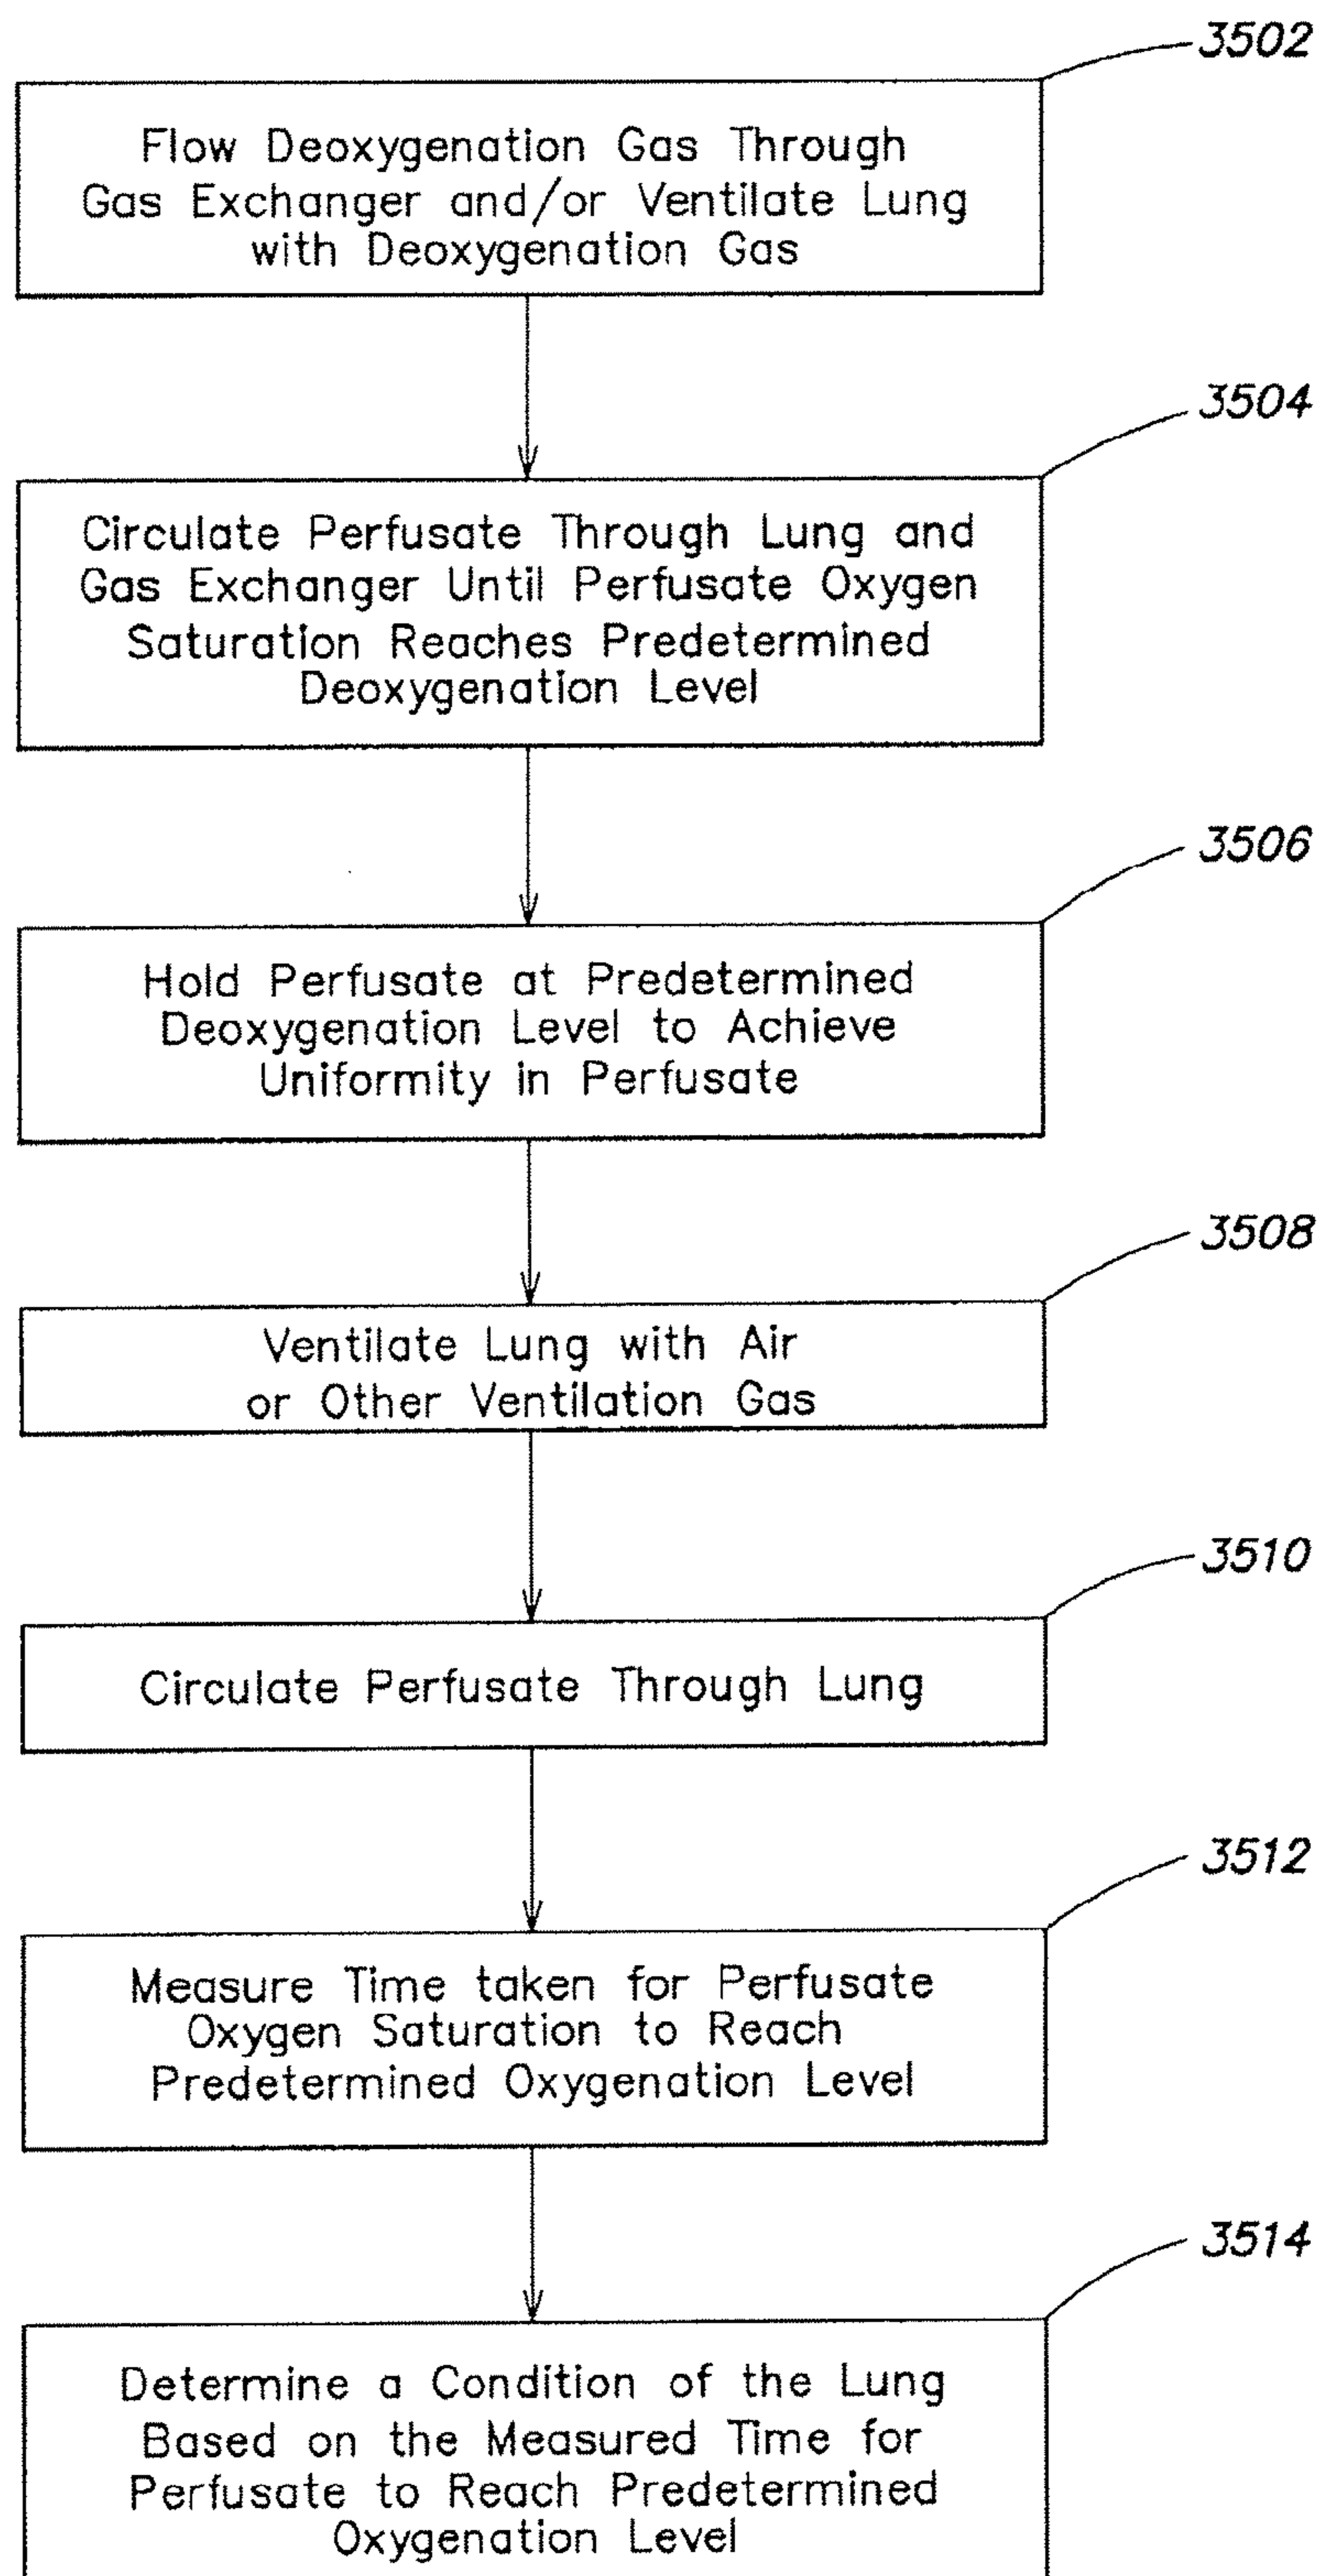 3502
Flow Deoxygenation Gas Through
Gas Exchanger and/or Ventilate Lung
with Deoxygenation Gas
3504
Circulate Perfusate Through Lung and
Gas Exchanger Until Perfusate Oxygen
Saturation Reaches Predetermined
Deoxygenation Level
3506
Hold Perfusate at Predetermined
Deoxygenation Level to Achieve
Uniformity in Perfusate
3508
Ventilate Lung with Air
or Other Ventilation Gas
3510
Circulate Perfusate Through Lung
3512
Measure Time taken for Perfusate
Oxygen Saturation to Reach
Predetermined Oxygenation Level
3514
Determine a Condition of the Lung
Based on the Measured Time for
Perfusate to Reach Predetermined
Oxygenation Level